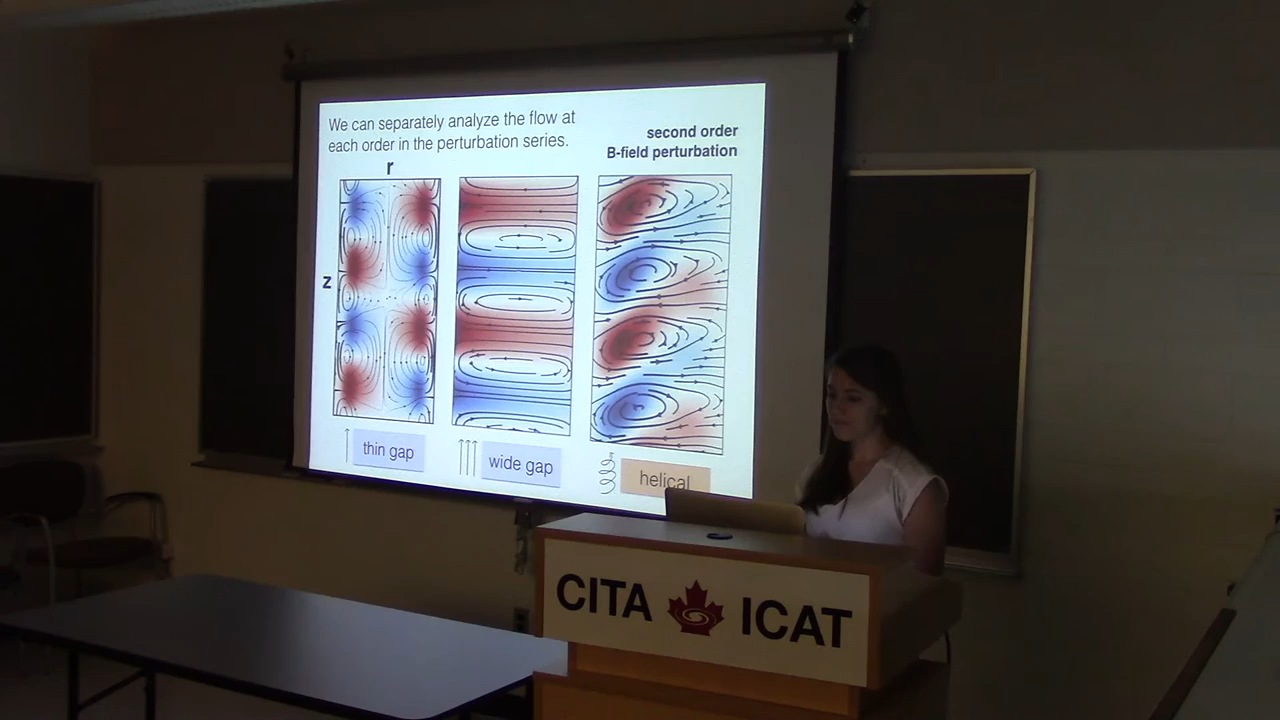 We can separately analyze the flow at
each order in the perturbation series.
second order
B-field perturbation
r
z
thin gap
wide gap
helical
CITA ICAT